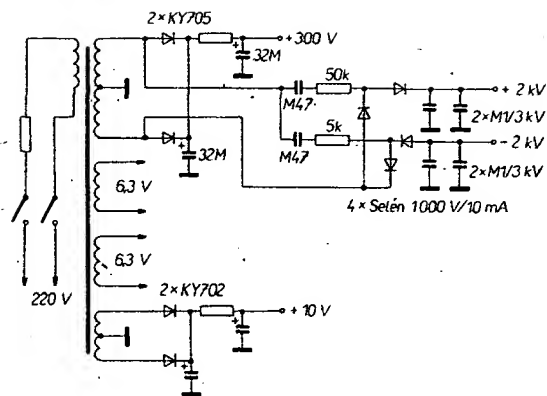 2 × KY705
+ 300 V
32M
50k
M47
+ 2 kV
2×M1/3 kV
5k
- 2 kV
32M
M47
2×M1/3 kV
4 × Selén 1000 V/10 mA
6,3 V
6,3 V
220 V
2 × KY702
+ 10 V